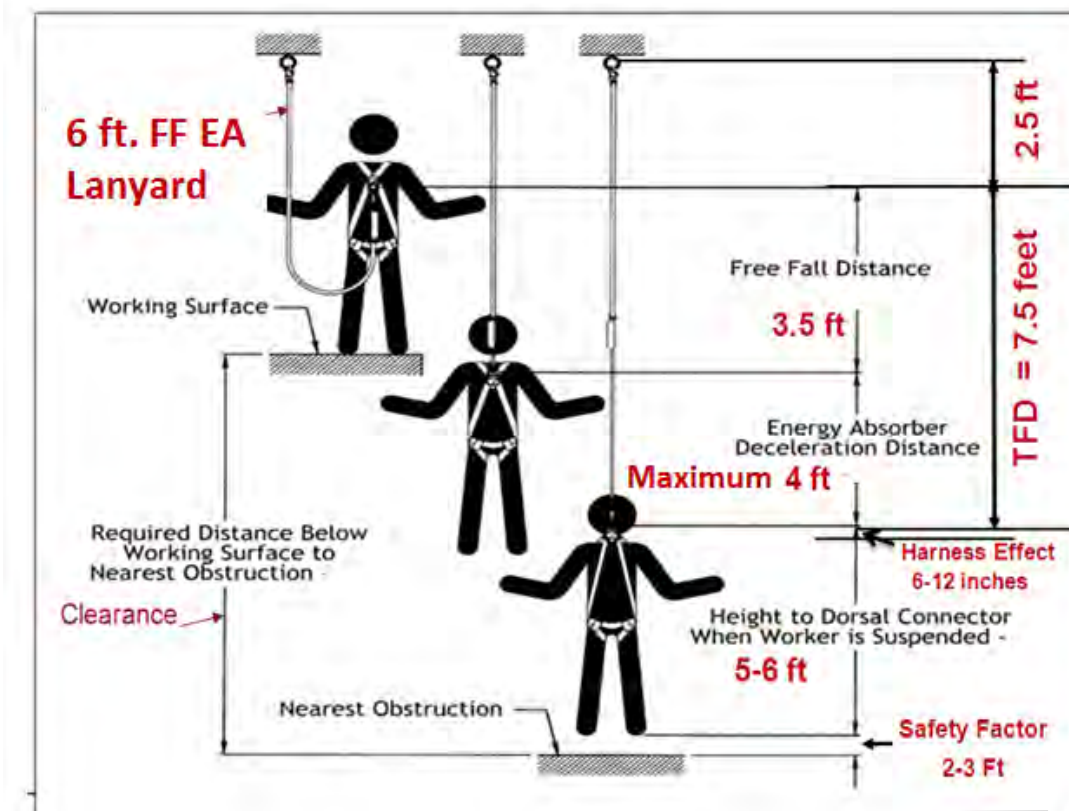 6 ft. FF EA
Lanyard
2.5 ft
Free Fall Distance
3.5 ft
TFD = 7.5 feet
Working Surface
Energy Absorber
Deceleration Distance
Maximum 4 ft
Required Distance Below
Working Surface to
Nearest Obstruction -
Clearance
Harness Effect
6-12 inches
Height to Dorsal Connector
When Worker is Suspended -
5-6 ft
Nearest Obstruction
Safety Factor
2-3 Ft